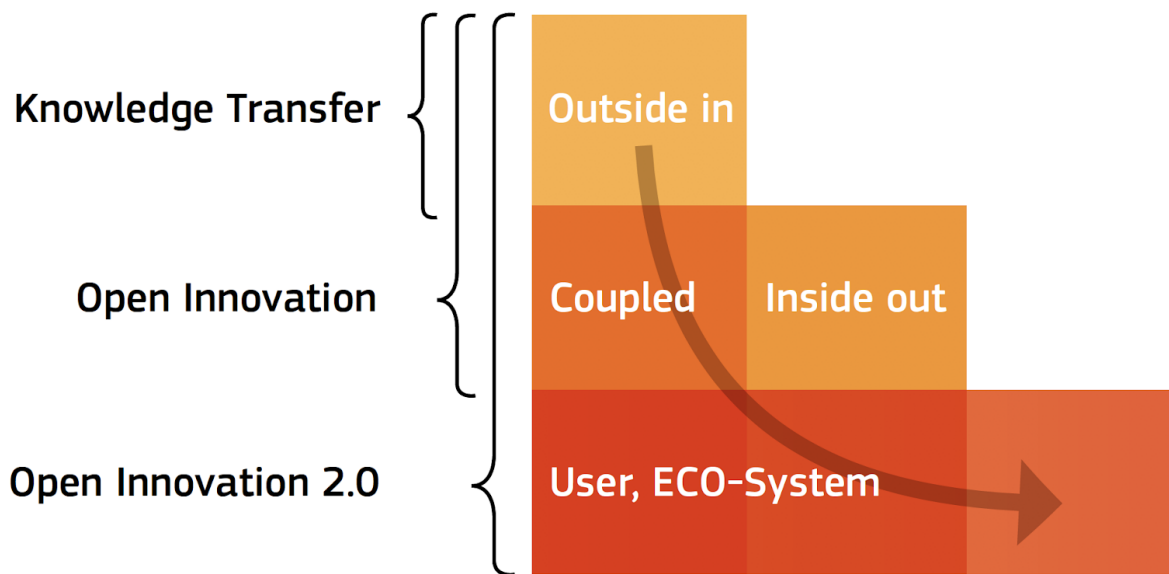 Knowledge Transfer
Outside in
Open Innovation
Coupled
Inside out
Open Innovation 2.0
User, ECO-System